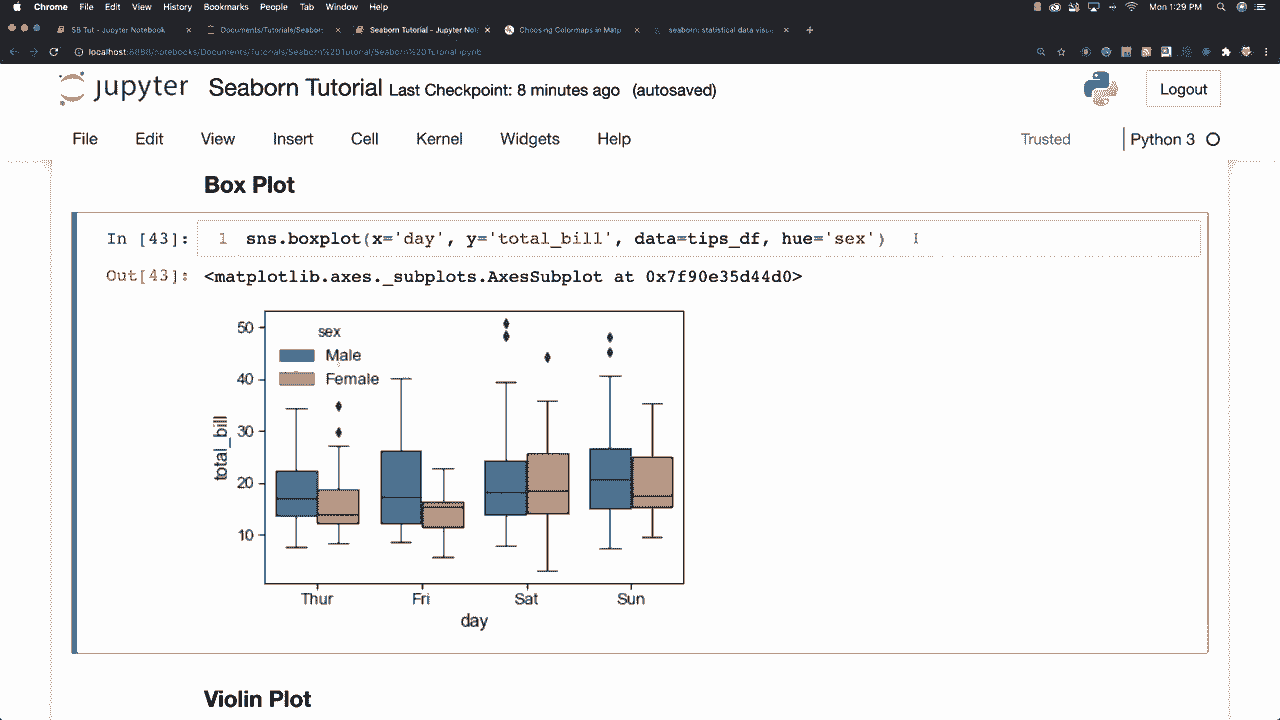 Chrome File Edit View History Bookmarks People Tab Window Help Mon 1:29 PM
SB Tut - Jupyter Notebook Documents/Tutorials/Seaborn Seaborn Tutorial - Jupyter Not Choosing Colormaps in Matp seaborn: statistical data visu
localhost:8888/notebooks/Documents/Tutorials/Seaborn%20Tutorial/Seaborn%20Tutorial.ipynb
jupyter Seaborn Tutorial Last Checkpoint: 8 minutes ago (autosaved) Logout
File Edit View Insert Cell Kernel Widgets Help Trusted Python 3
Box Plot
In [43]: 1 sns.boxplot(x='day', y='total_bill', data=tips_df, hue='sex')
Out[43]: <matplotlib.axes._subplots.AxesSubplot at 0x7f90e35d44d0>
sex
Male
Female
50
40
30
20
10
total_bill
Thur Fri Sat Sun
day
Violin Plot